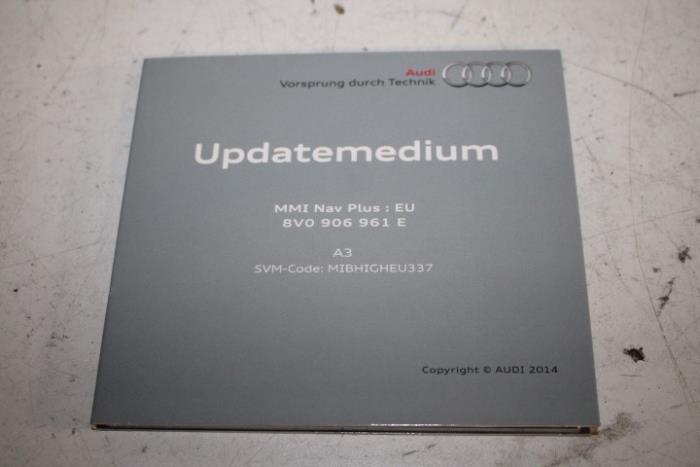 Audi
Vorsprung durch Technik
Updatemedium
MMI Nav Plus : EU
8V0 906 961 E
A3
SVM-Code: MIBHIGHEU337
Copyright © AUDI 2014